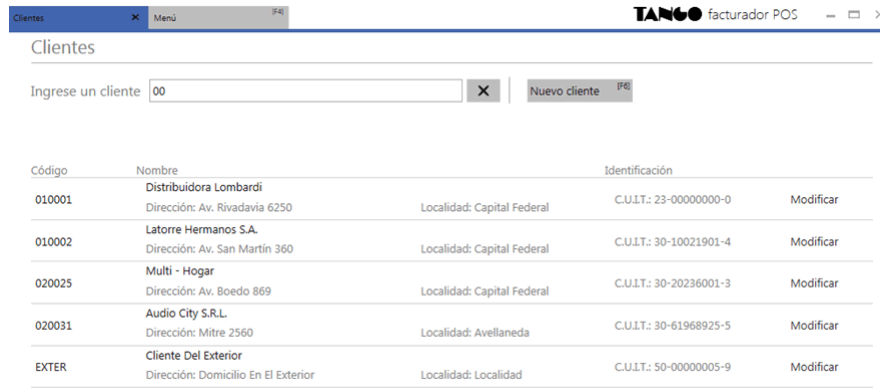 Clientes
Menú [F4]
TANGO facturador POS
Clientes
Ingrese un cliente 00 Nuevo cliente [F6]
Código Nombre Identificación
Distribuidora Lombardi
010001 Dirección: Av. Rivadavia 6250 Localidad: Capital Federal C.U.I.T.: 23-00000000-0 Modificar
Latorre Hermanos S.A.
010002 Dirección: Av. San Martín 360 Localidad: Capital Federal C.U.I.T.: 30-10021901-4 Modificar
Multi - Hogar
020025 Dirección: Av. Boedo 869 Localidad: Capital Federal C.U.I.T.: 30-20236001-3 Modificar
Audio City S.R.L.
020031 Dirección: Mitre 2560 Localidad: Avellaneda C.U.I.T.: 30-61968925-5 Modificar
Cliente Del Exterior
EXTER Dirección: Domicilio En El Exterior Localidad: Localidad C.U.I.T.: 50-00000005-9 Modificar